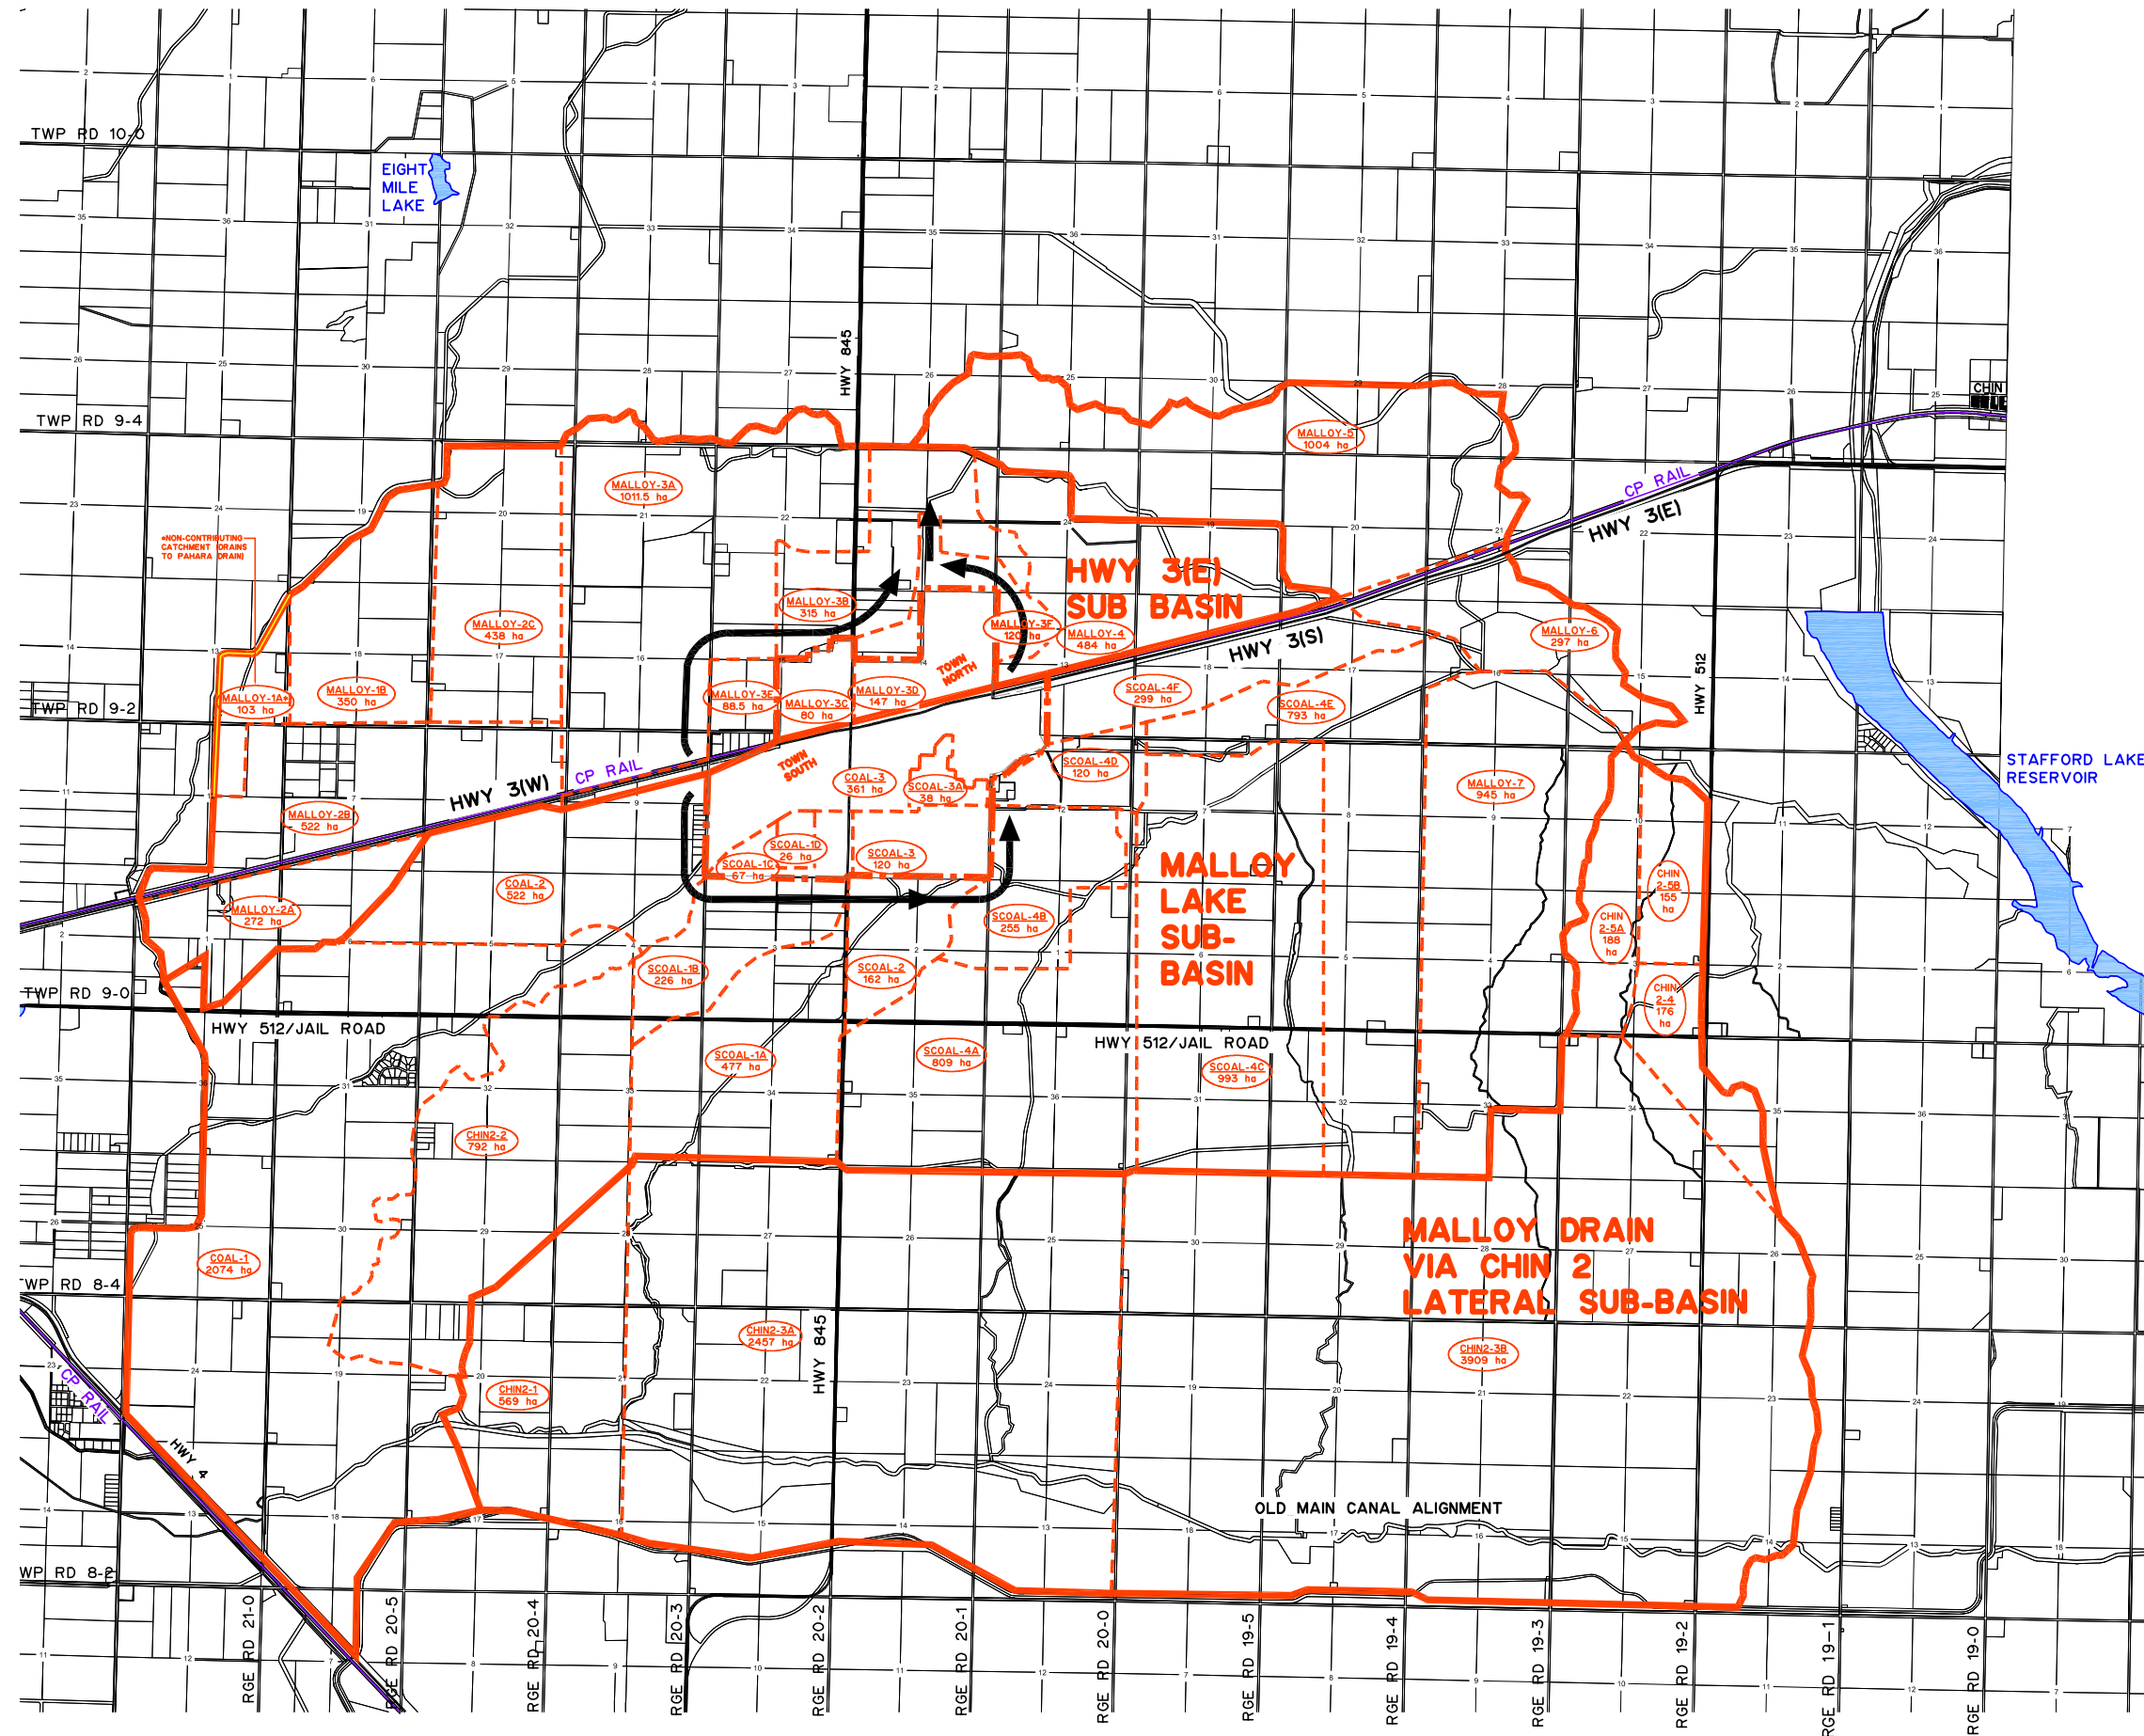 TWP RD 10-0
EIGHT
MILE
LAKE
HWY 845
TWP RD 9-4
CHIN
MALLOY-5
1004 ha
CP RAIL
HWY 3(E)
MALLOY-3A
1011.5 ha
*NON-CONTRIBUTING
CATCHMENT DRAINS
TO PAHARA DRAIN)
HWY 3(E)
SUB BASIN
MALLOY-2C
438 ha
MALLOY-3B
315 ha
MALLOY-3F
120 ha
MALLOY-4
484 ha
HWY 3(S)
MALLOY-6
297 ha
HWY 512
TOWN
NORTH
MALLOY-1A*
103 ha
MALLOY-1B
350 ha
MALLOY-3E
88.5 ha
MALLOY-3C
80 ha
MALLOY-3D
147 ha
SCOAL-4F
299 ha
SCOAL-4E
793 ha
TWP RD 9-2
STAFFORD LAKE
RESERVOIR
HWY 3(W)
CP RAIL
TOWN
SOUTH
COAL-3
361 ha
SCOAL-3A
38 ha
SCOAL-4D
120 ha
MALLOY-7
945 ha
MALLOY-2B
522 ha
SCOAL-1D
26 ha
SCOAL-1C
67 ha
SCOAL-3
120 ha
MALLOY
LAKE
SUB-
BASIN
COAL-2
522 ha
MALLOY-2A
272 ha
SCOAL-4B
255 ha
CHIN
2-5B
155
ha
CHIN
2-5A
188
ha
SCOAL-1B
226 ha
SCOAL-2
162 ha
CHIN
2-4
176
ha
TWP RD 9-0
HWY 512/JAIL ROAD
HWY 512/JAIL ROAD
SCOAL-1A
477 ha
SCOAL-4A
809 ha
SCOAL-4C
993 ha
CHIN2-2
792 ha
MALLOY DRAIN
VIA CHIN 2
LATERAL SUB-BASIN
COAL-1
2074 ha
TWP RD 8-4
CHIN2-3A
2457 ha
HWY 845
CHIN2-3B
3909 ha
CP RAIL
CHIN2-1
569 ha
HWY 4
OLD MAIN CANAL ALIGNMENT
WP RD 8-2
RGE RD 21-0
RGE RD 20-5
RGE RD 20-4
RGE RD 20-3
RGE RD 20-2
RGE RD 20-1
RGE RD 20-0
RGE RD 19-5
RGE RD 19-4
RGE RD 19-3
RGE RD 19-2
RGE RD 19-1
RGE RD 19-0